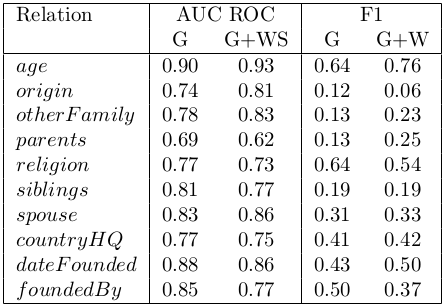 Relation AUC ROC F1
G G+WS G G+W
age 0.90 0.93 0.64 0.76
origin 0.74 0.81 0.12 0.06
otherFamily 0.78 0.83 0.13 0.23
parents 0.69 0.62 0.13 0.25
religion 0.77 0.73 0.64 0.54
siblings 0.81 0.77 0.19 0.19
spouse 0.83 0.86 0.31 0.33
countryHQ 0.77 0.75 0.41 0.42
dateFounded 0.88 0.86 0.43 0.50
foundedBy 0.85 0.77 0.50 0.37